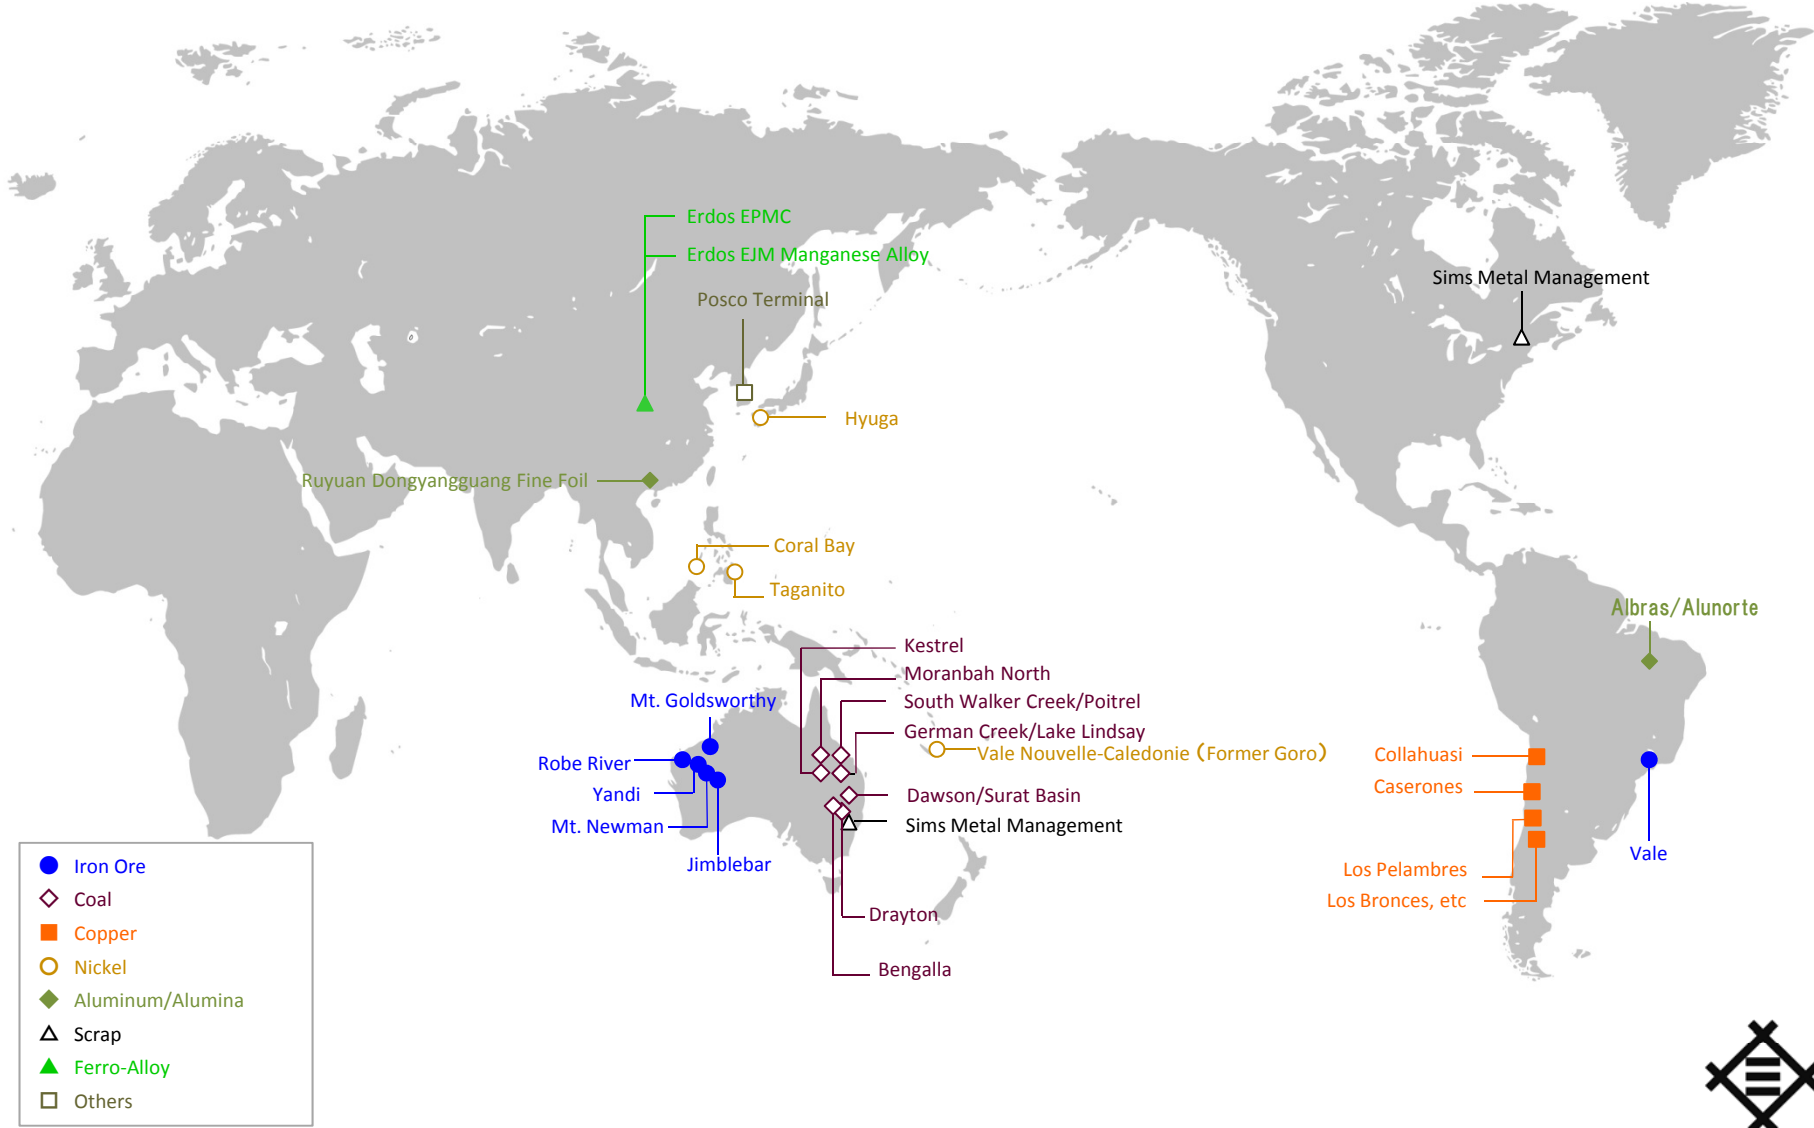 Erdos EPMC
Erdos EJM Manganese Alloy
Sims Metal Management
Posco Terminal
Hyuga
Ruyuan Dongyangguang Fine Foil
Coral Bay
Taganito
Albras/Alunorte
Kestrel
Moranbah North
Mt. Goldsworthy
South Walker Creek/Poitrel
German Creek/Lake Lindsay
Vale Nouvelle-Caledonie (Former Goro)
Collahuasi
Robe River
Caserones
Yandi
Dawson/Surat Basin
Mt. Newman
Sims Metal Management
Vale
Jimblebar
Los Pelambres
Los Bronces, etc
Drayton
Bengalla
Iron Ore
Coal
Copper
Nickel
Aluminum/Alumina
Scrap
Ferro-Alloy
Others